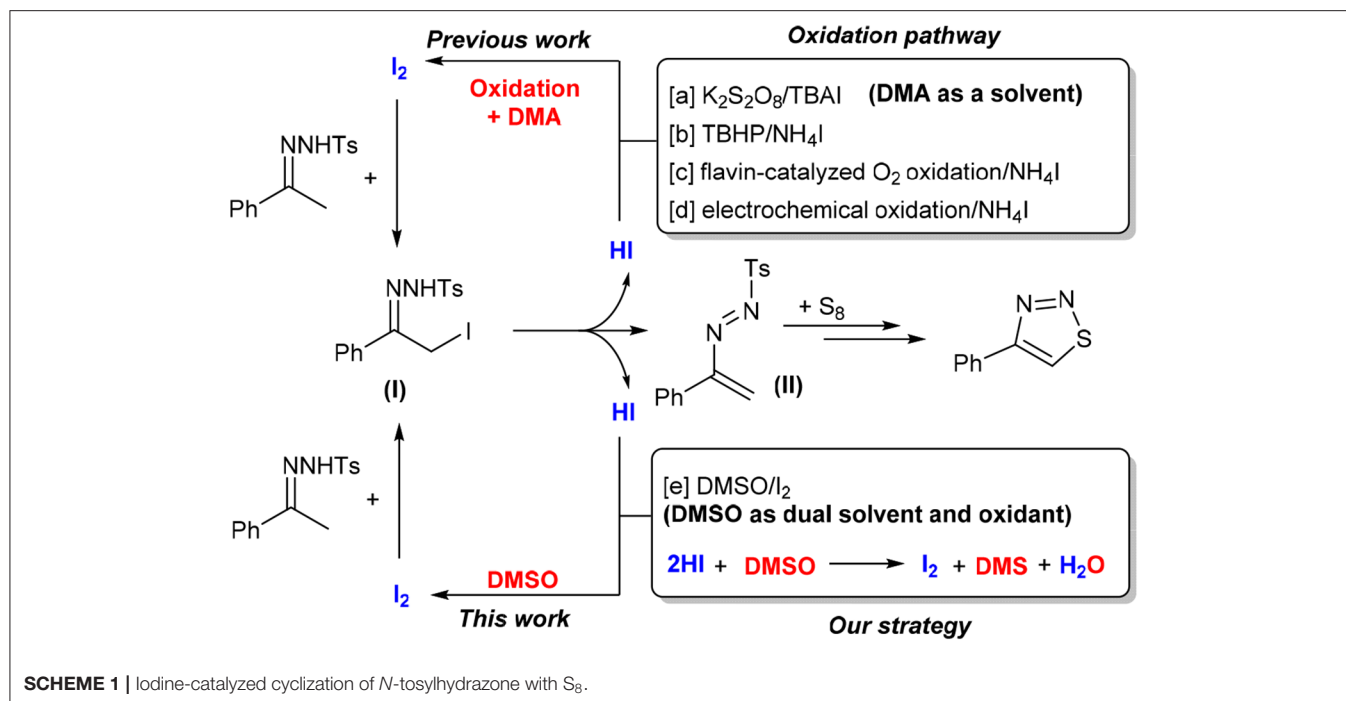 Previous work
Oxidation pathway
I₂
Oxidation
+ DMA
[a] K₂S₂O₈/TBAI (DMA as a solvent)
[b] TBHP/NH₄I
[c] flavin-catalyzed O₂ oxidation/NH₄I
[d] electrochemical oxidation/NH₄I
NNHTs
Ph
+
HI
NNHTs
Ph
I
(I)
Ts
N
N
Ph
(II)
+ S₈
N
N
S
Ph
HI
NNHTs
Ph
+
I₂
DMSO
This work
[e] DMSO/I₂
(DMSO as dual solvent and oxidant)
2HI + DMSO I₂ + DMS + H₂O
Our strategy
SCHEME 1 | Iodine-catalyzed cyclization of N-tosylhydrazone with S₈.